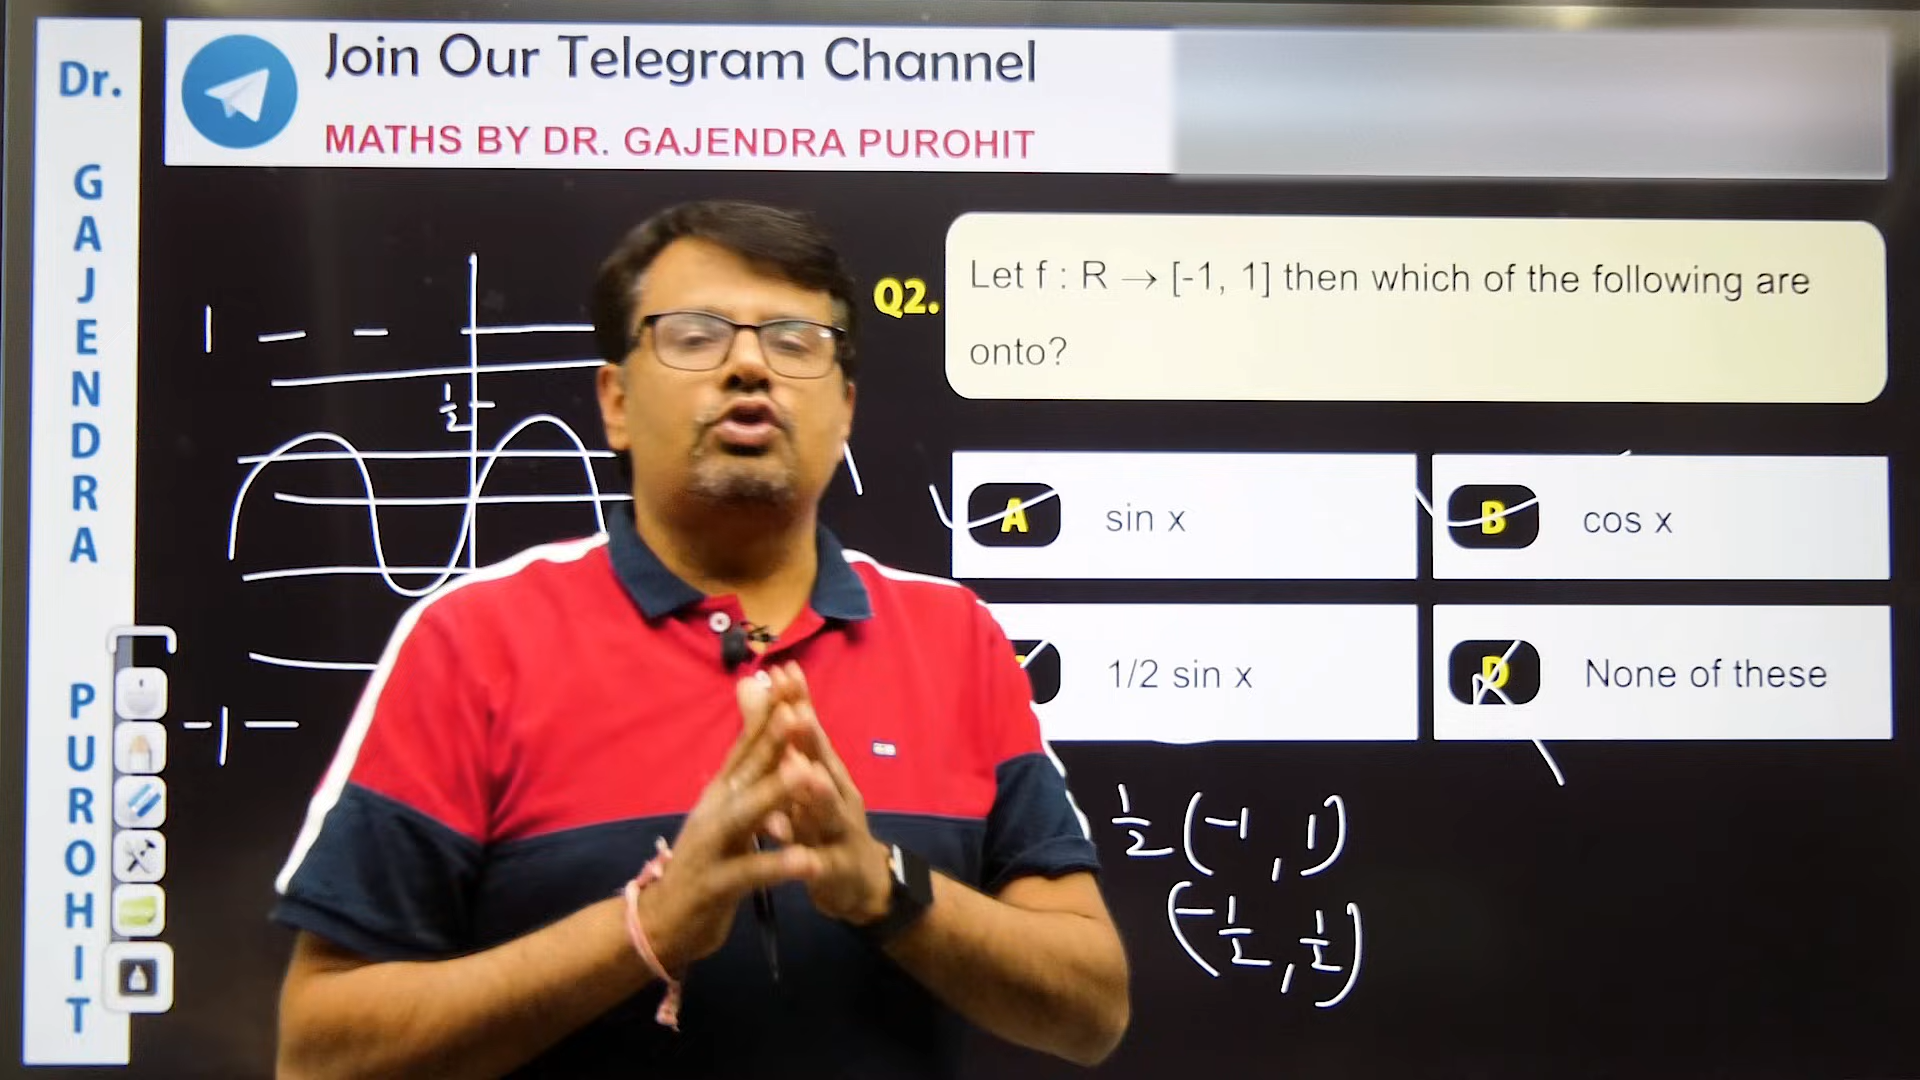 Dr.
GAJENDRA
PUROHIT
Join Our Telegram Channel
MATHS BY DR. GAJENDRA PUROHIT
Q2.
Let f : R → [-1, 1] then which of the following are
onto?
A sin x
B cos x
1/2 sin x
D None of these
1
1/2
-1
1/2 (-1, 1)
(-1/2, 1/2)